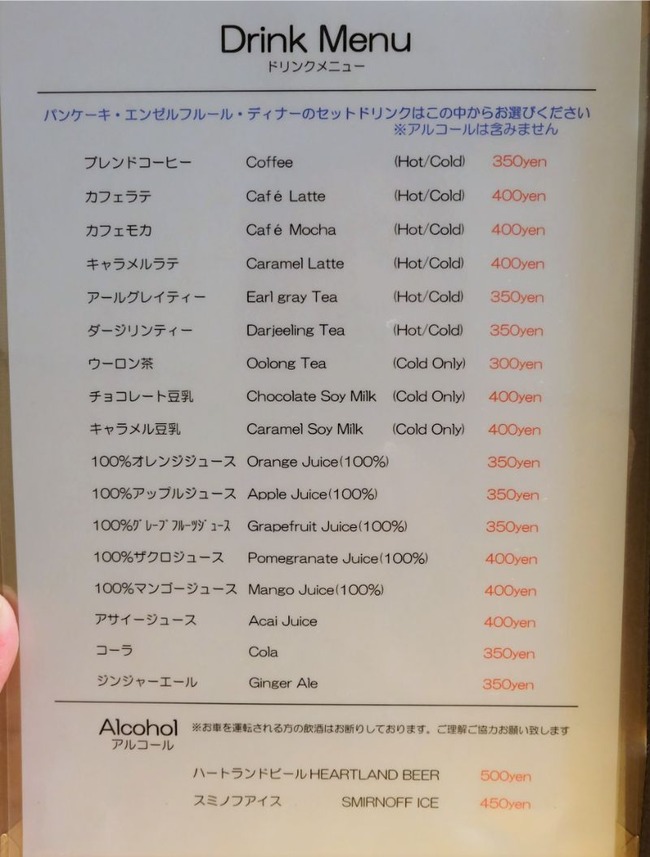 Drink Menu
ドリンクメニュー
パンケーキ・エンゼルフルール・ディナーのセットドリンクはこの中からお選びください
※アルコールは含みません
ブレンドコーヒー Coffee (Hot/Cold) 350yen
カフェラテ Café Latte (Hot/Cold) 400yen
カフェモカ Café Mocha (Hot/Cold) 400yen
キャラメルラテ Caramel Latte (Hot/Cold) 400yen
アールグレイティー Earl gray Tea (Hot/Cold) 350yen
ダージリンティー Darjeeling Tea (Hot/Cold) 350yen
ウーロン茶 Oolong Tea (Cold Only) 300yen
チョコレート豆乳 Chocolate Soy Milk (Cold Only) 400yen
キャラメル豆乳 Caramel Soy Milk (Cold Only) 400yen
100%オレンジジュース Orange Juice(100%) 350yen
100%アップルジュース Apple Juice(100%) 350yen
100%グレープフルーツジュース Grapefruit Juice(100%) 350yen
100%ザクロジュース Pomegranate Juice(100%) 400yen
100%マンゴージュース Mango Juice(100%) 400yen
アサイージュース Acai Juice 400yen
コーラ Cola 350yen
ジンジャーエール Ginger Ale 350yen
Alcohol ※お車を運転される方の飲酒はお断りしております。ご理解ご協力お願い致します
アルコール
ハートランドビール HEARTLAND BEER 500yen
スミノフアイス SMIRNOFF ICE 450yen